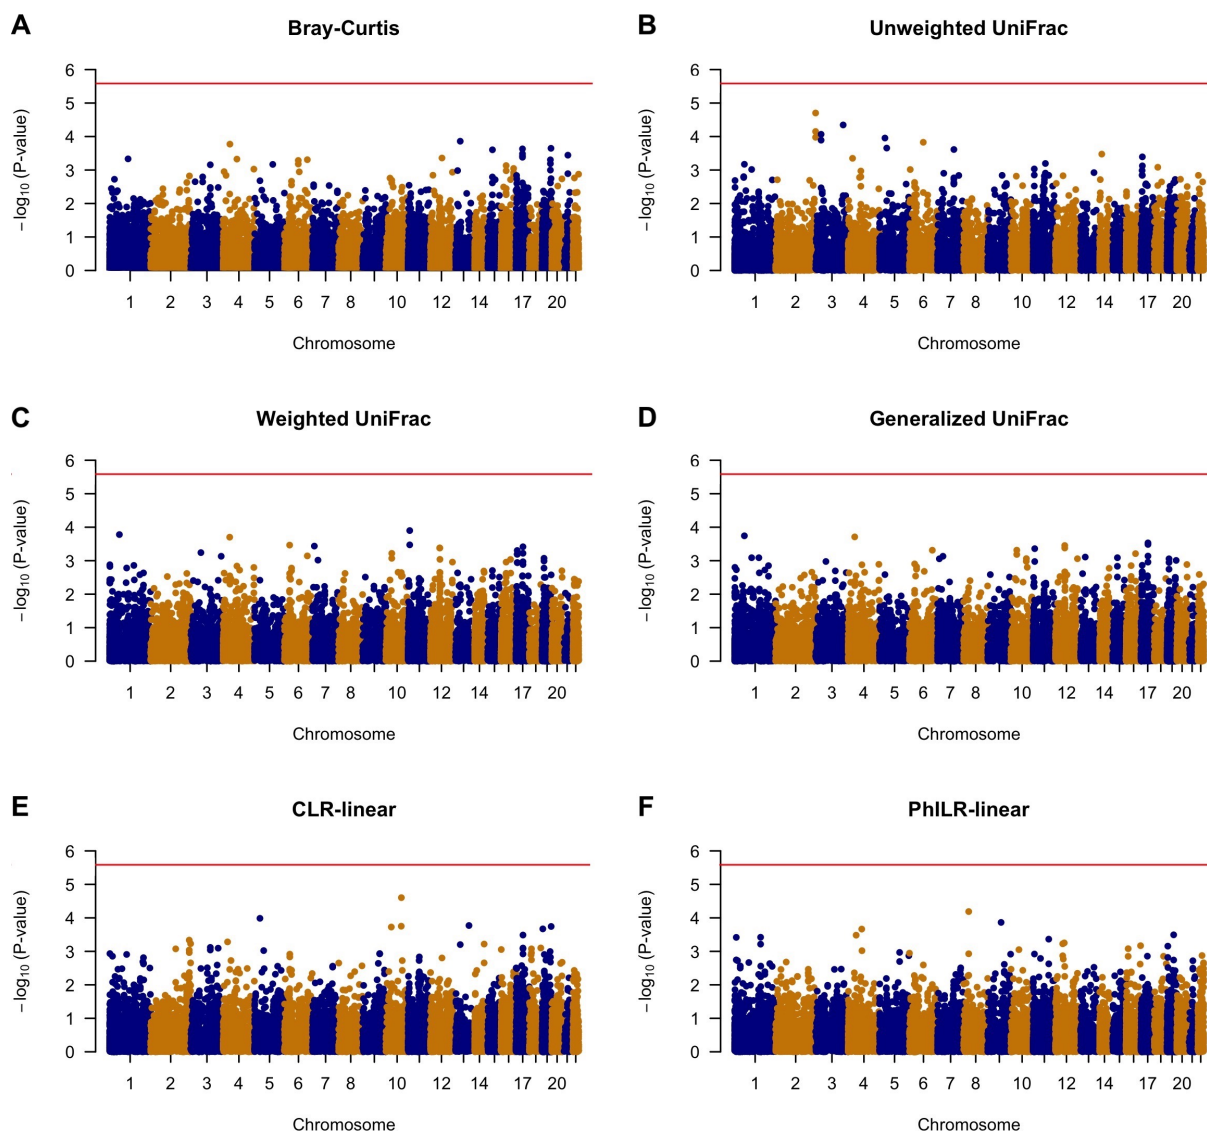 A
Bray-Curtis
6
5
4
3
2
1
0
−log10 (P-value)
1 2 3 4 5 6 7 8 10 12 14 17 20
Chromosome
B
Unweighted UniFrac
6
5
4
3
2
1
0
−log10 (P-value)
1 2 3 4 5 6 7 8 10 12 14 17 20
Chromosome
C
Weighted UniFrac
6
5
4
3
2
1
0
−log10 (P-value)
1 2 3 4 5 6 7 8 10 12 14 17 20
Chromosome
D
Generalized UniFrac
6
5
4
3
2
1
0
−log10 (P-value)
1 2 3 4 5 6 7 8 10 12 14 17 20
Chromosome
E
CLR-linear
6
5
4
3
2
1
0
−log10 (P-value)
1 2 3 4 5 6 7 8 10 12 14 17 20
Chromosome
F
PhILR-linear
6
5
4
3
2
1
0
−log10 (P-value)
1 2 3 4 5 6 7 8 10 12 14 17 20
Chromosome